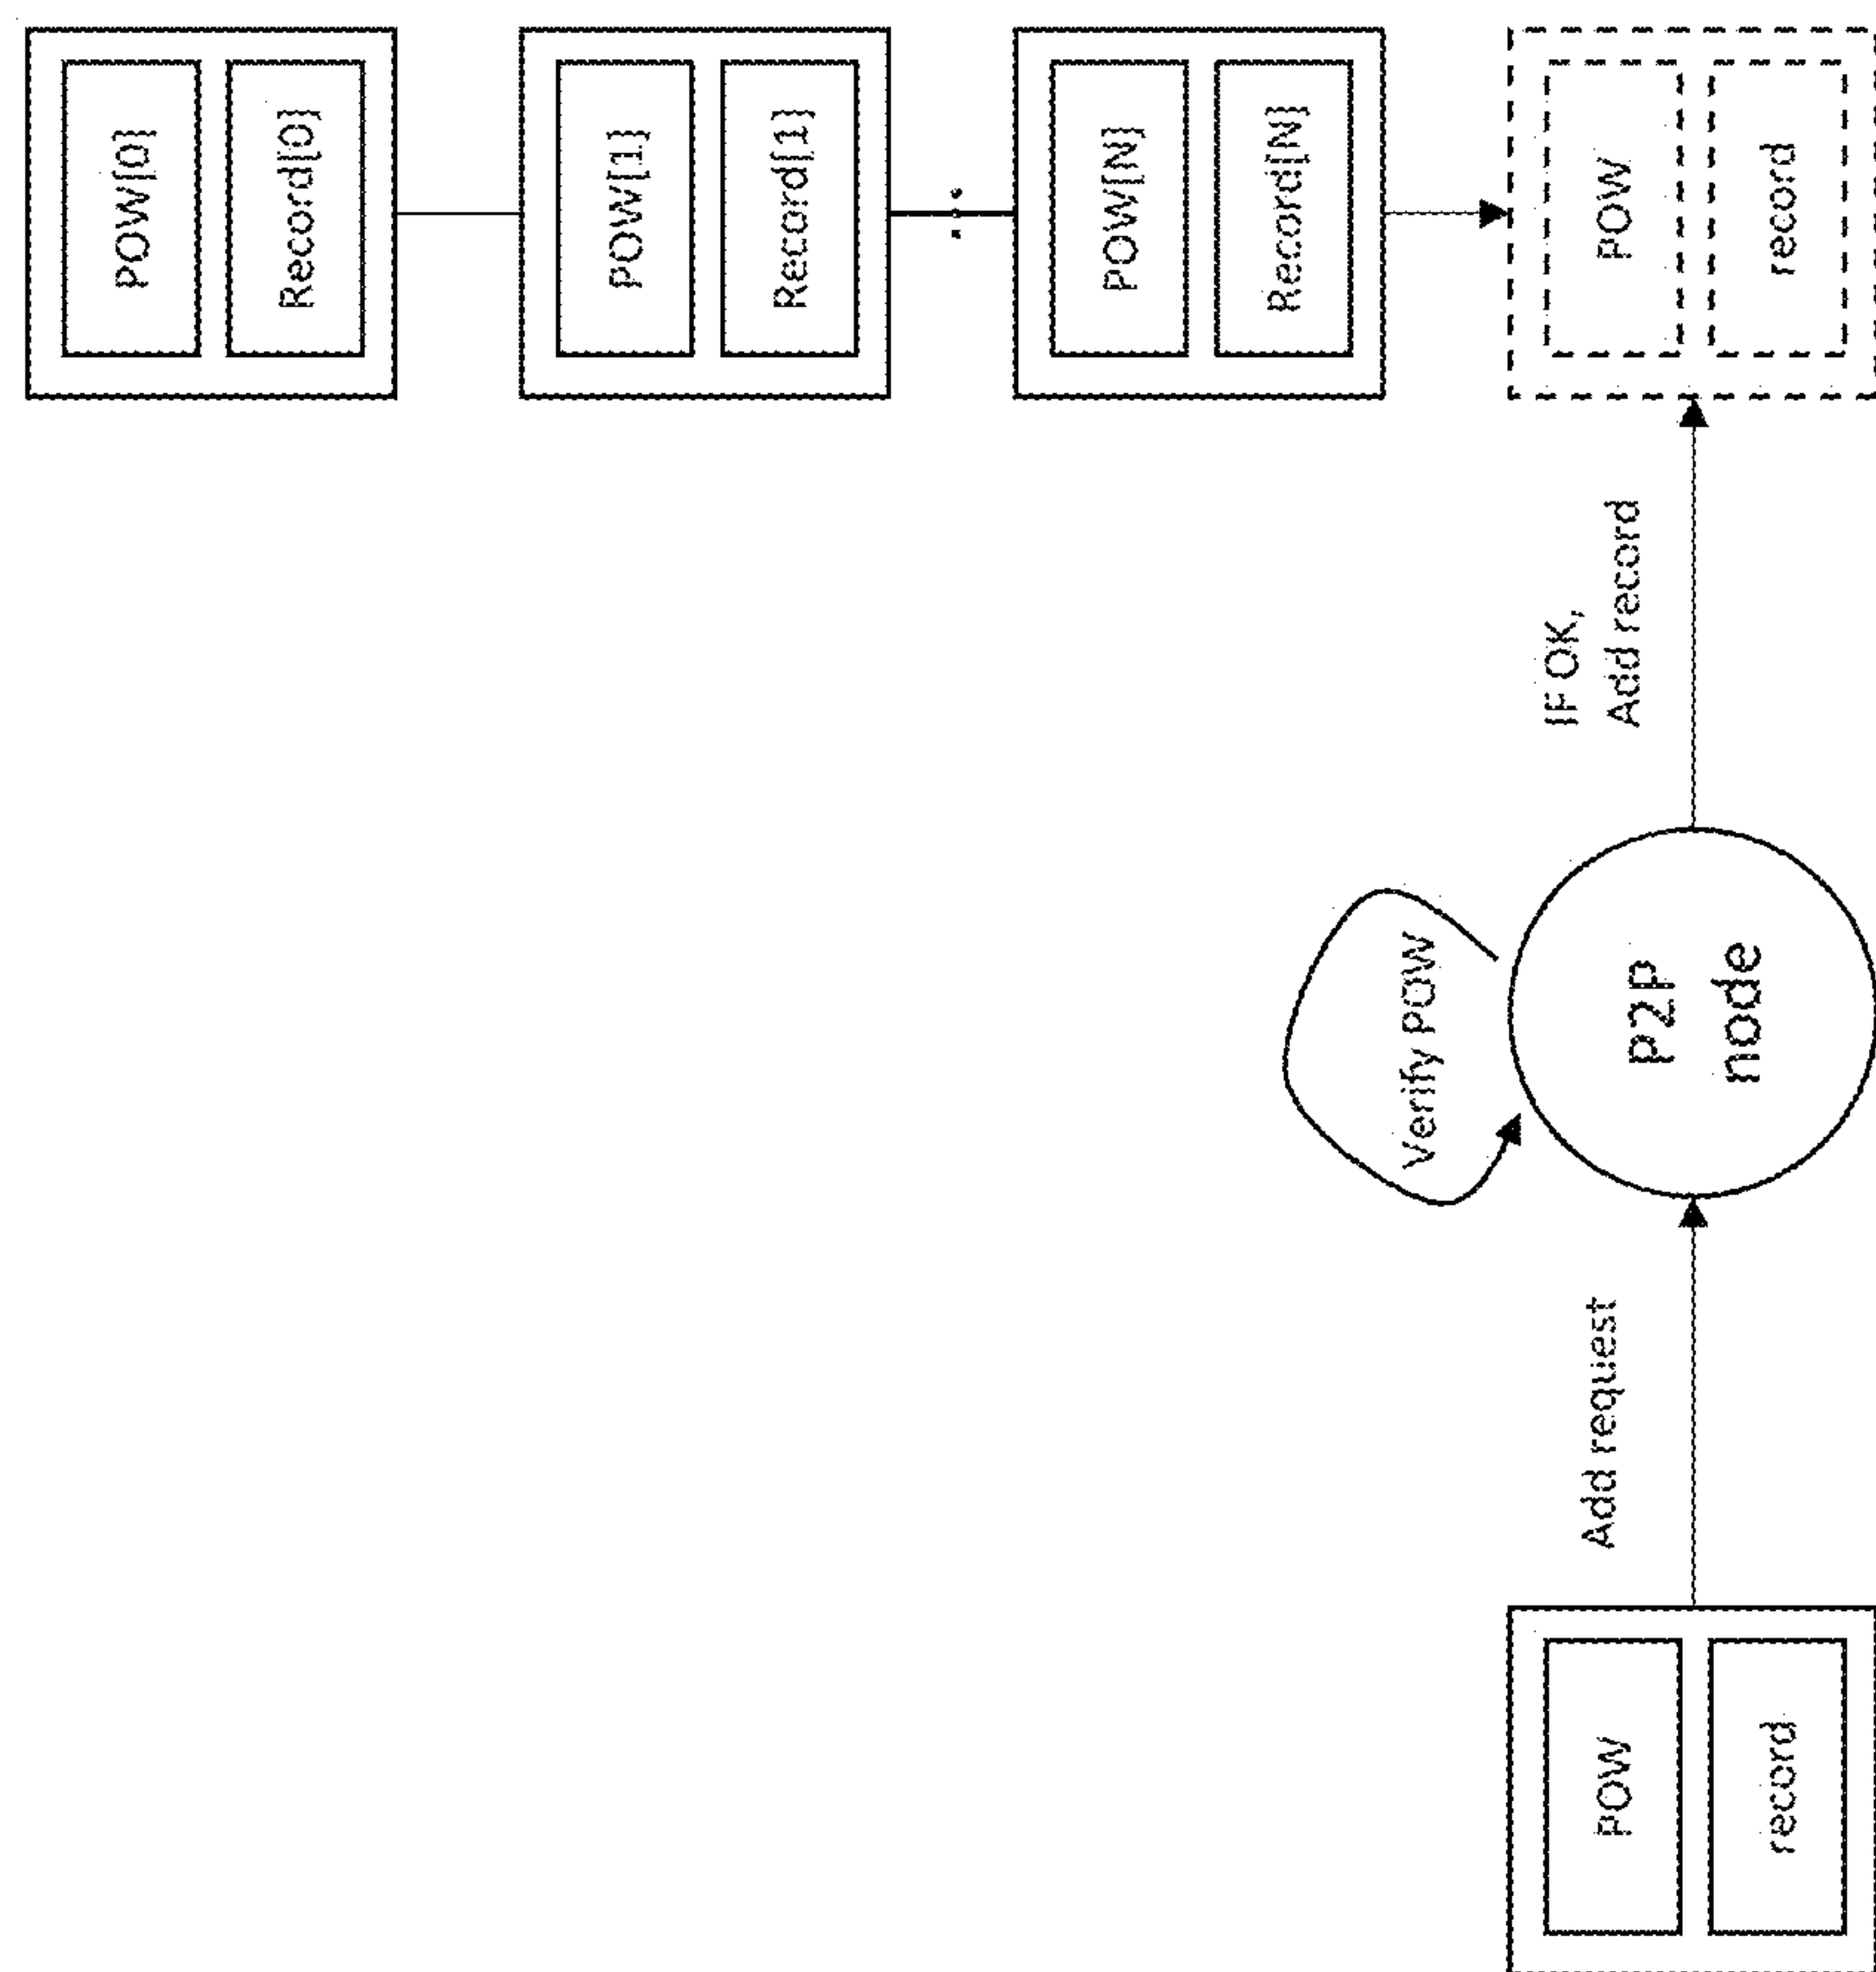 POW[0]
Record[0]
POW[1]
Record[1]
...
POW[N]
Record[N]
POW
record
Add request
Verify POW
P2P
node
IF OK,
Add record
POW
record